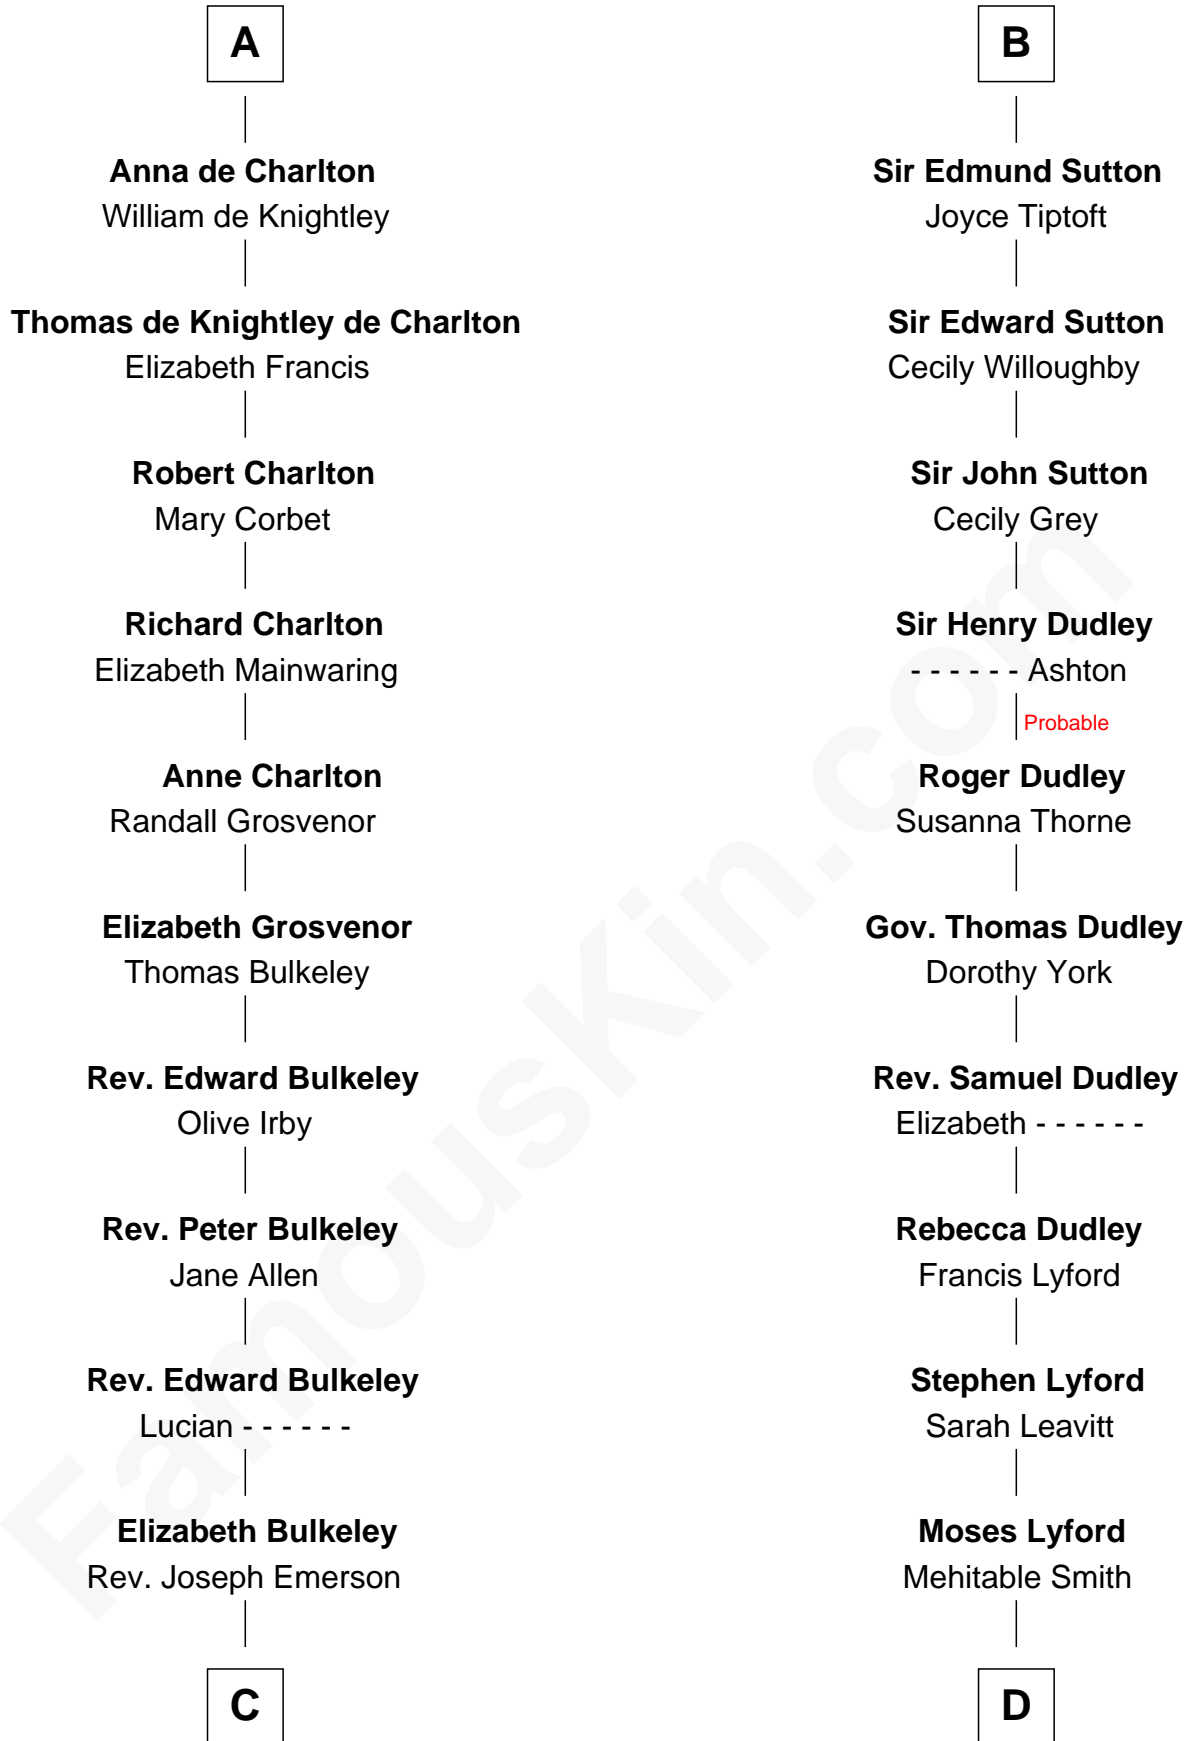 A
Anna de Charlton
William de Knightley
Thomas de Knightley de Charlton
Elizabeth Francis
Robert Charlton
Mary Corbet
Richard Charlton
Elizabeth Mainwaring
Anne Charlton
Randall Grosvenor
Elizabeth Grosvenor
Thomas Bulkeley
Rev. Edward Bulkeley
Olive Irby
Rev. Peter Bulkeley
Jane Allen
Rev. Edward Bulkeley
Lucian - - - - - -
Elizabeth Bulkeley
Rev. Joseph Emerson
C
B
Sir Edmund Sutton
Joyce Tiptoft
Sir Edward Sutton
Cecily Willoughby
Sir John Sutton
Cecily Grey
Sir Henry Dudley
- - - - - - Ashton
Probable
Roger Dudley
Susanna Thorne
Gov. Thomas Dudley
Dorothy York
Rev. Samuel Dudley
Elizabeth - - - - - -
Rebecca Dudley
Francis Lyford
Stephen Lyford
Sarah Leavitt
Moses Lyford
Mehitable Smith
D
FamousKin.com